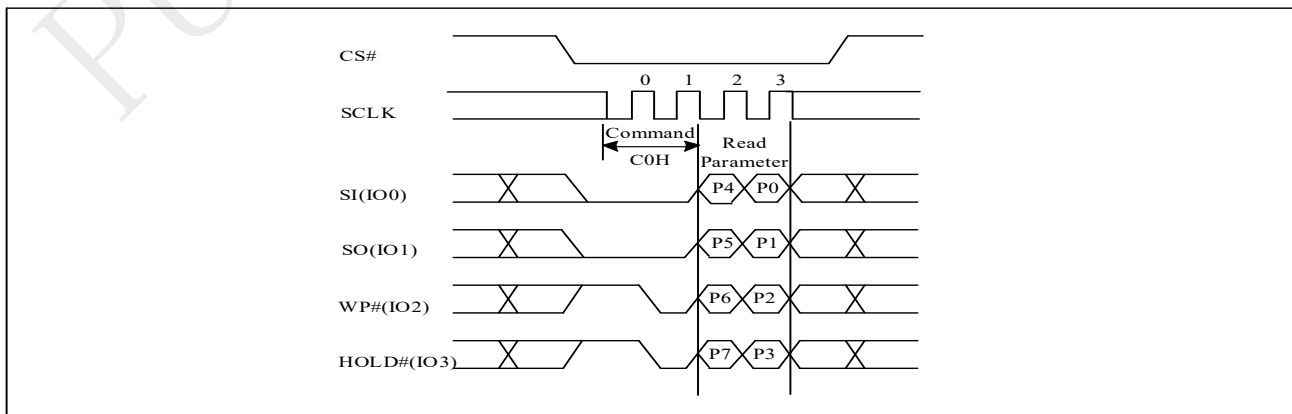 CS#
0 1 2 3
SCLK
Command
C0H
Read
Parameter
SI(IO0)
P4 P0
SO(IO1)
P5 P1
WP#(IO2)
P6 P2
HOLD#(IO3)
P7 P3